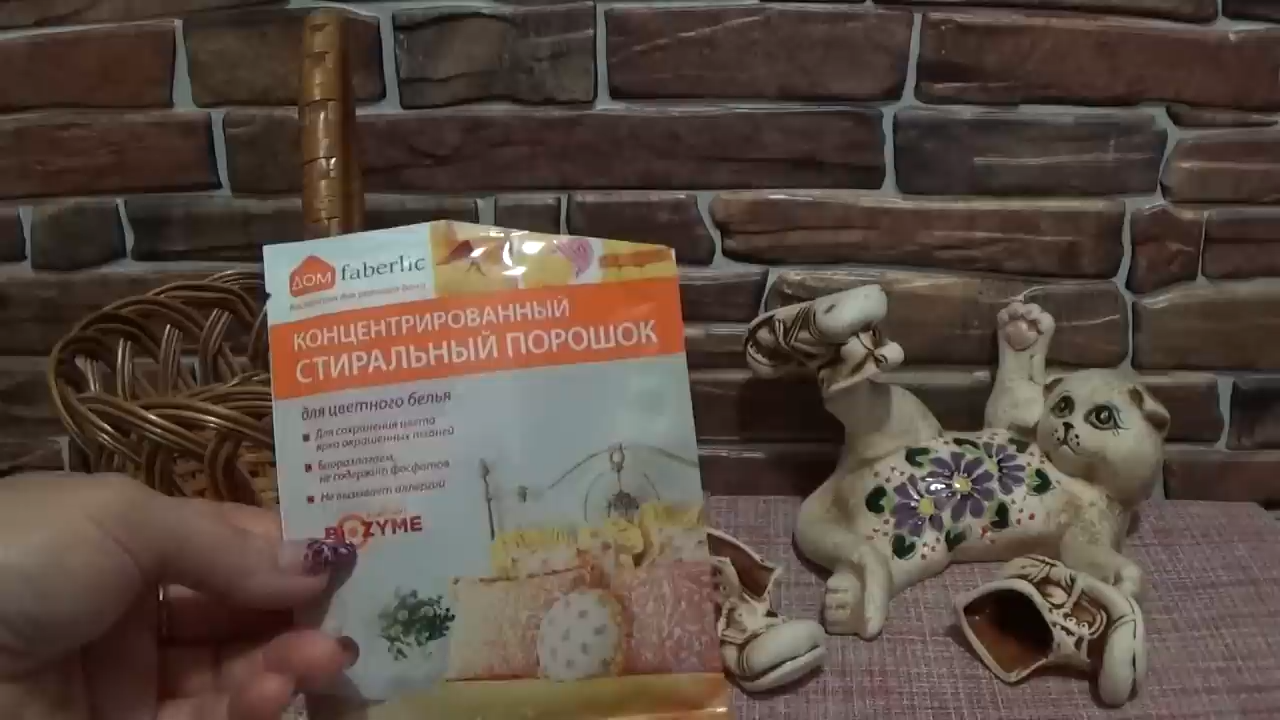 ДОМ faberlic
КОНЦЕНТРИРОВАННЫЙ
СТИРАЛЬНЫЙ ПОРОШОК
для цветного белья
Для сохранения цвета
ярко окрашенных тканей
Биоразлагаем,
не содержит фосфатов
Не вызывает аллергии
BIOZYME